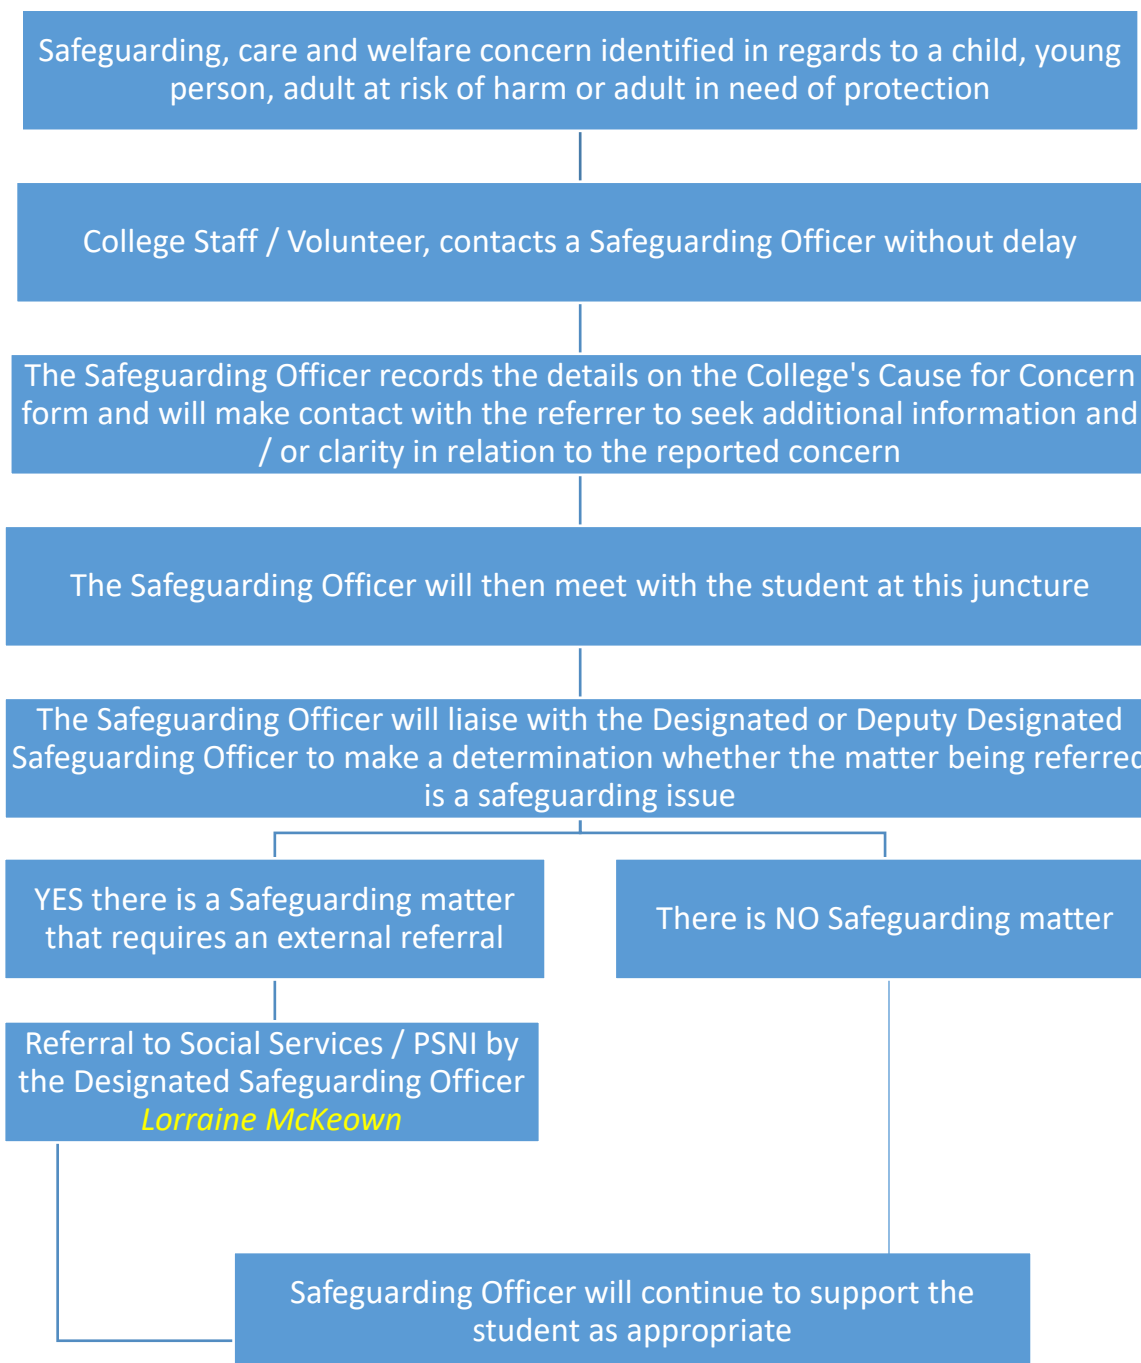 Safeguarding, care and welfare concern identified in regards to a child, young
person, adult at risk of harm or adult in need of protection
College Staff / Volunteer, contacts a Safeguarding Officer without delay
The Safeguarding Officer records the details on the College's Cause for Concern
form and will make contact with the referrer to seek additional information and
/ or clarity in relation to the reported concern
The Safeguarding Officer will then meet with the student at this juncture
The Safeguarding Officer will liaise with the Designated or Deputy Designated
Safeguarding Officer to make a determination whether the matter being referred
is a safeguarding issue
YES there is a Safeguarding matter
that requires an external referral
There is NO Safeguarding matter
Referral to Social Services / PSNI by
the Designated Safeguarding Officer
Lorraine McKeown
Safeguarding Officer will continue to support the
student as appropriate